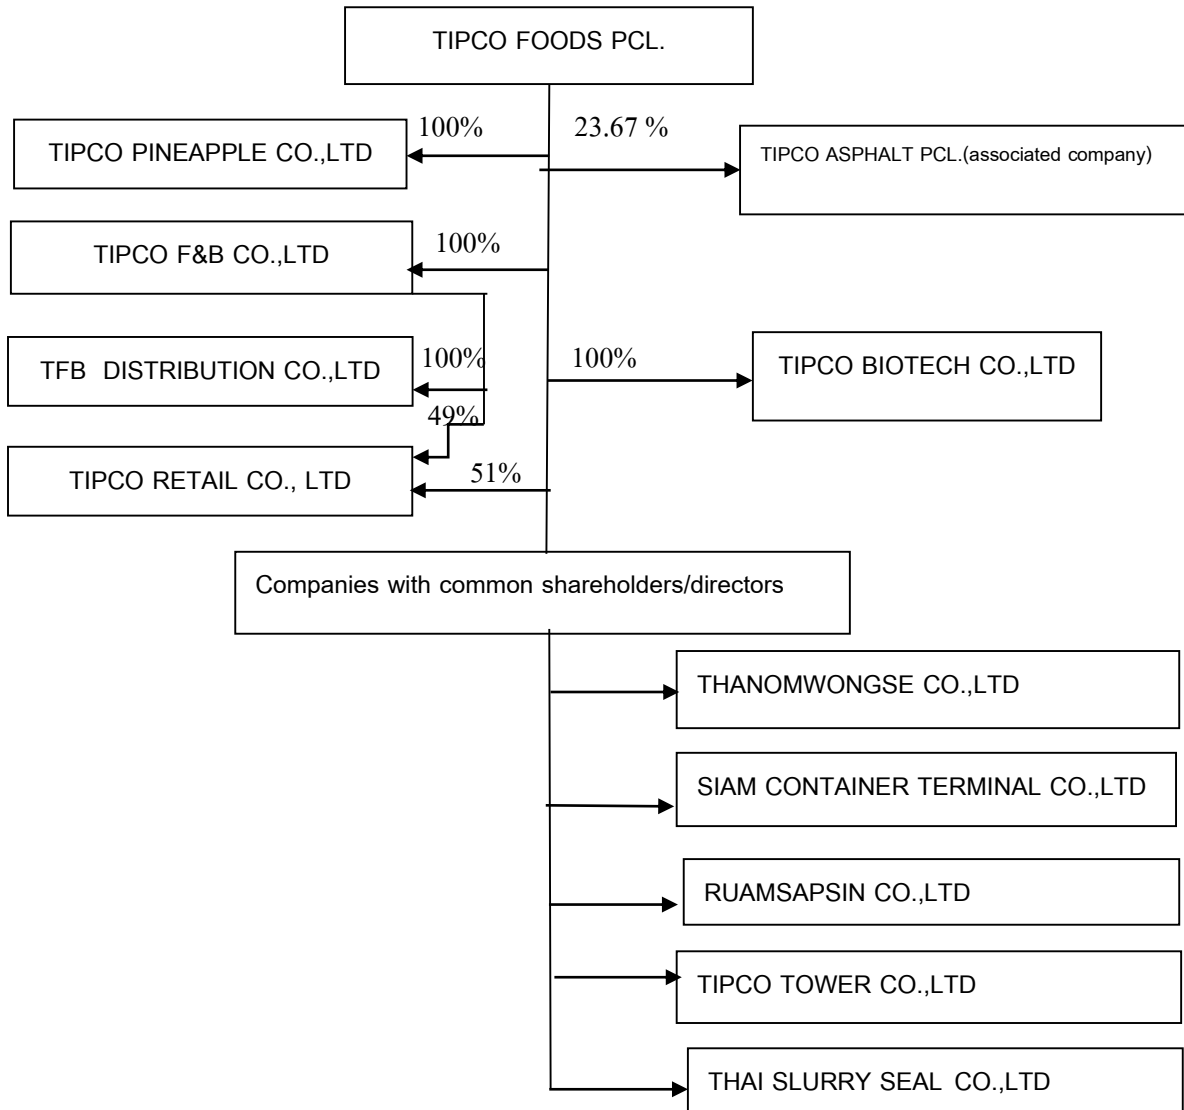 TIPCO FOODS PCL.
100%
23.67 %
TIPCO PINEAPPLE CO.,LTD
TIPCO ASPHALT PCL.(associated company)
TIPCO F&B CO.,LTD
100%
TFB DISTRIBUTION CO.,LTD
100%
100%
TIPCO BIOTECH CO.,LTD
49%
TIPCO RETAIL CO., LTD
51%
Companies with common shareholders/directors
THANOMWONGSE CO.,LTD
SIAM CONTAINER TERMINAL CO.,LTD
RUAMSAPSIN CO.,LTD
TIPCO TOWER CO.,LTD
THAI SLURRY SEAL CO.,LTD